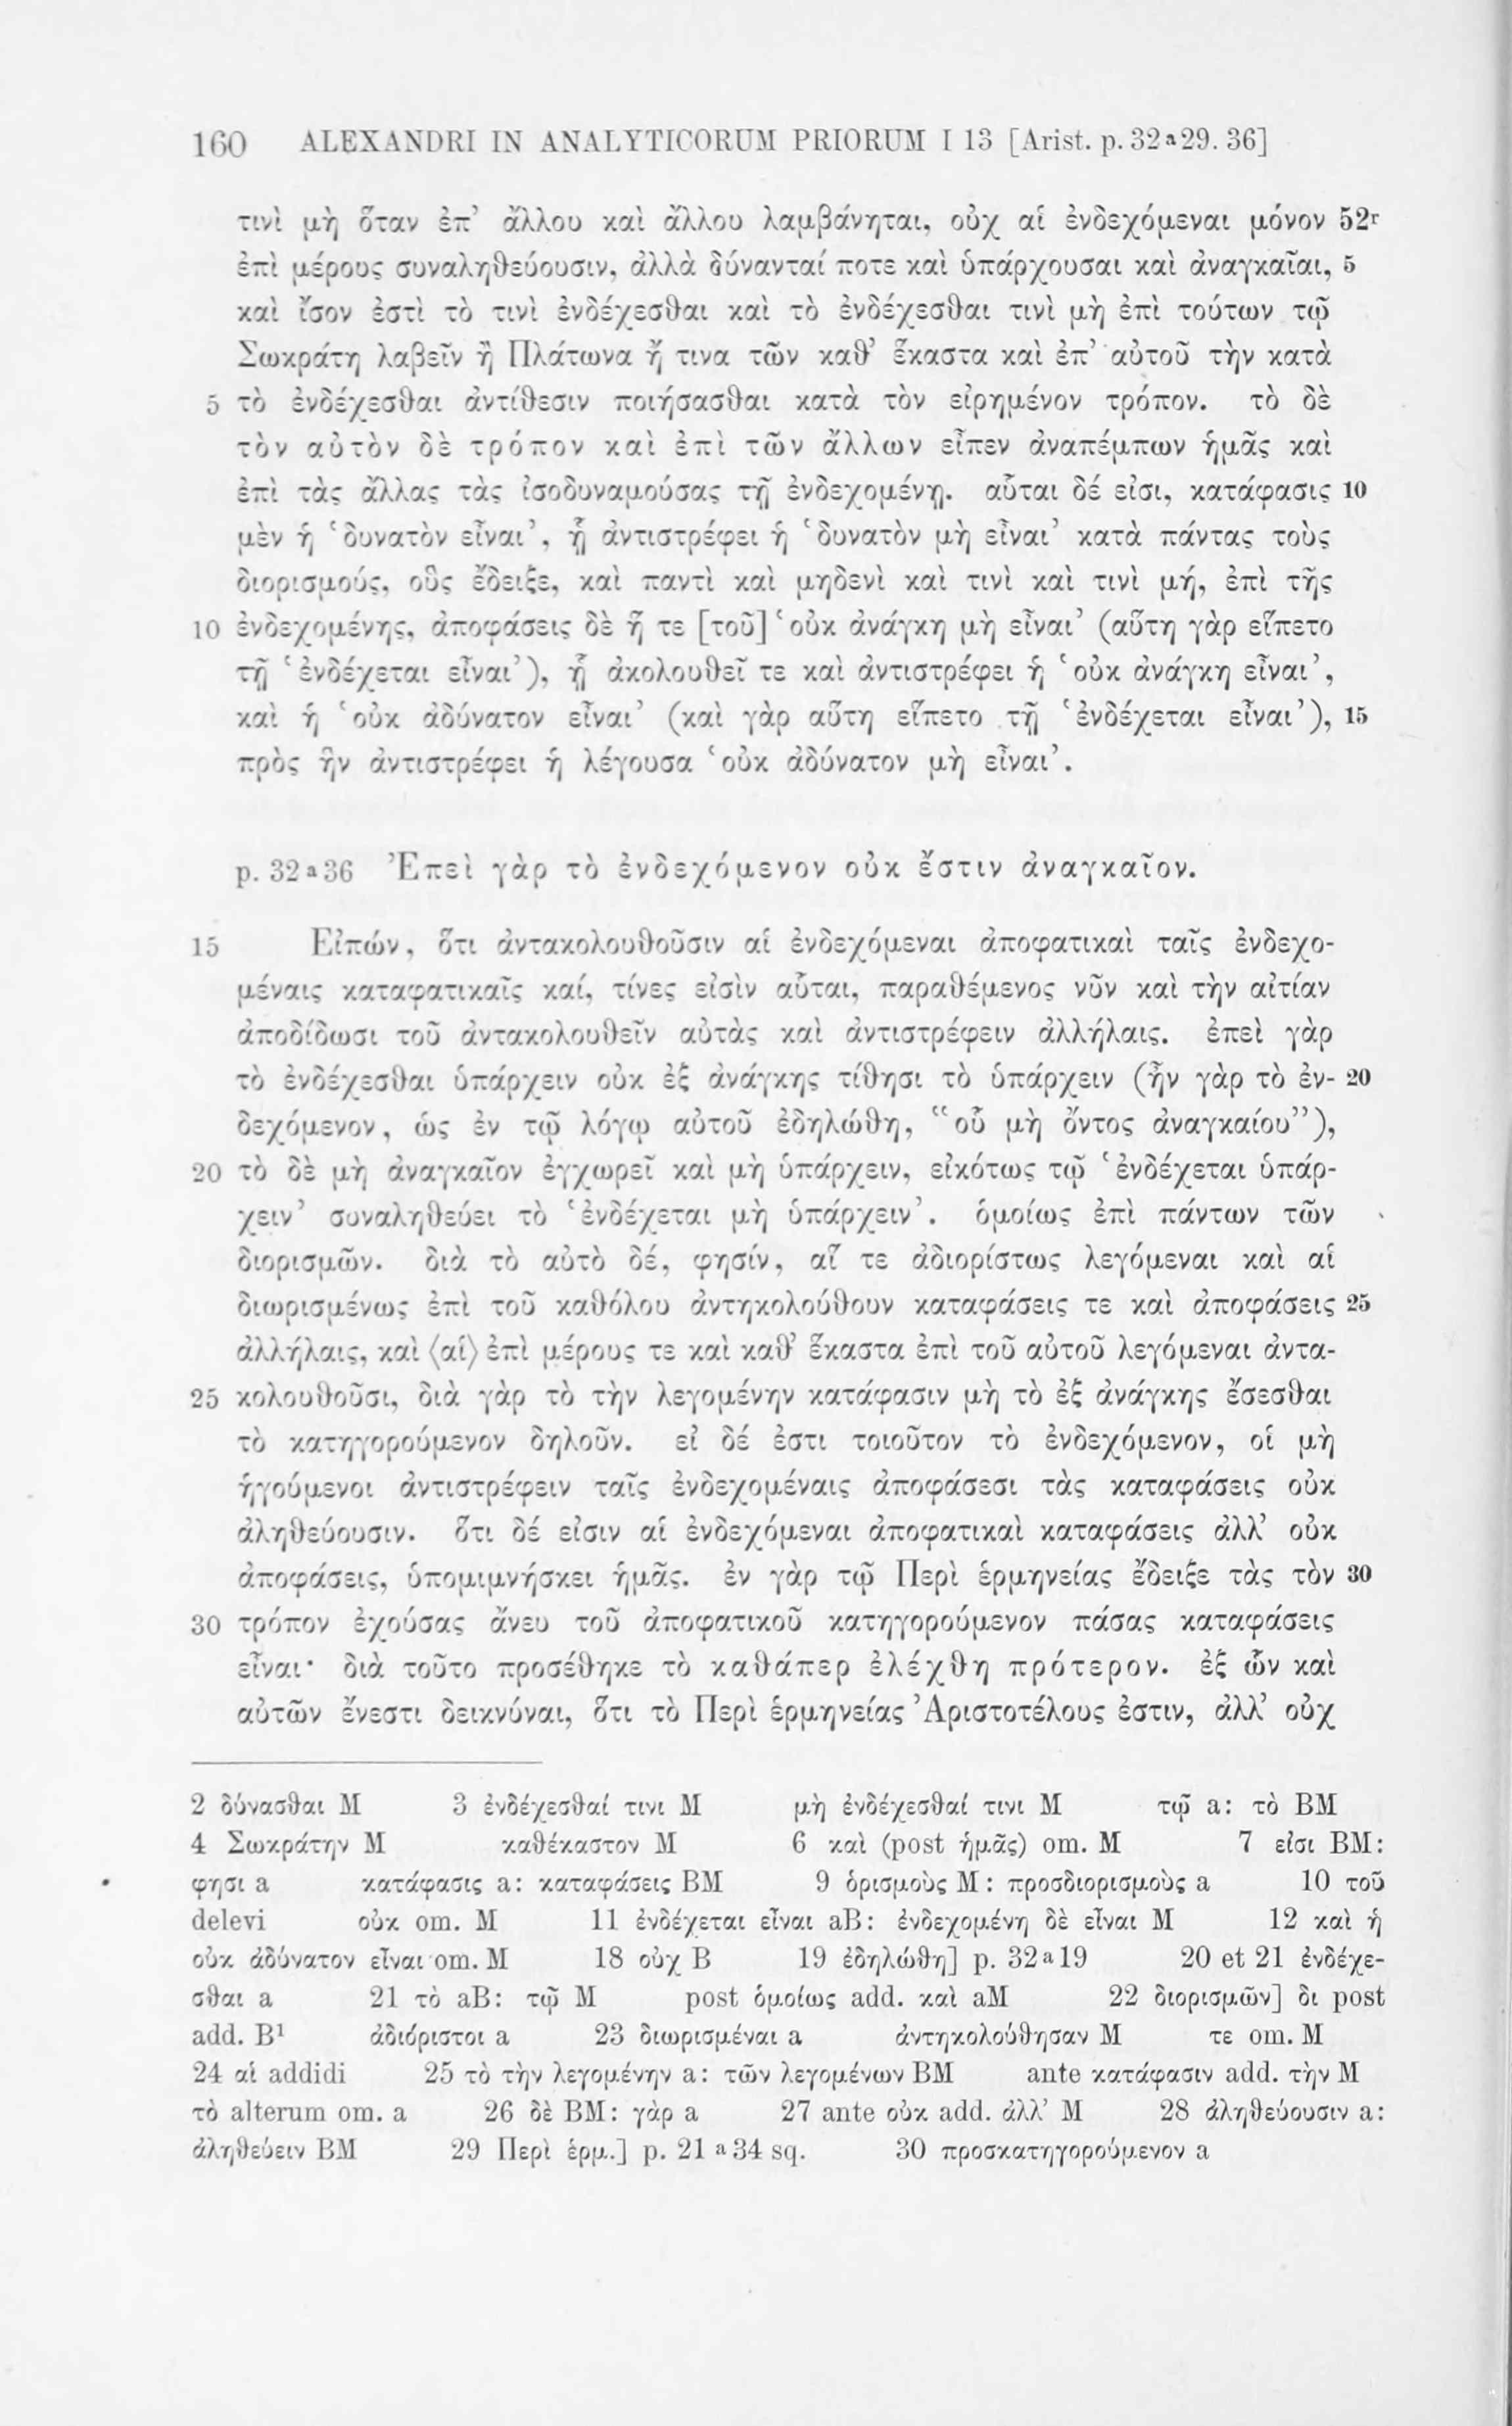 160 ALEXANDRI IN ANALYTICORUM PRIORUM I 13 [Arist. p. 32ᵃ29. 36]
τινὶ μὴ ὅταν ἐπ’ ἄλλου καὶ ἄλλου λαμβάνηται, οὐχ αἱ ἐνδεχόμεναι μόνον 52ʳ
ἐπὶ μέρους συναληθεύουσιν, ἀλλὰ δύνανταί ποτε καὶ ὑπάρχουσαι καὶ ἀναγκαῖαι, 5
καὶ ἴσον ἐστὶ τὸ τινὶ ἐνδέχεσθαι καὶ τὸ ἐνδέχεσθαι τινὶ μὴ ἐπὶ τούτων τῷ
Σωκράτη λαβεῖν ἢ Πλάτωνα ἤ τινα τῶν καθ’ ἕκαστα καὶ ἐπ’ αὐτοῦ τὴν κατὰ
5 τὸ ἐνδέχεσθαι ἀντίθεσιν ποιήσασθαι κατὰ τὸν εἰρημένον τρόπον. τὸ δὲ
τὸν αὐτὸν δὲ τρόπον καὶ ἐπὶ τῶν ἄλλων εἶπεν ἀναπέμπων ἡμᾶς καὶ
ἐπὶ τὰς ἄλλας τὰς ἰσοδυναμούσας τῇ ἐνδεχομένῃ. αὗται δέ εἰσι, κατάφασις 10
μὲν ἡ ‘δυνατὸν εἶναι’, ᾗ ἀντιστρέφει ἡ ‘δυνατὸν μὴ εἶναι’ κατὰ πάντας τοὺς
διορισμούς, οὓς ἔδειξε, καὶ παντὶ καὶ μηδενὶ καὶ τινὶ καὶ τινὶ μή, ἐπὶ τῆς
10 ἐνδεχομένης, ἀποφάσεις δὲ ἥ τε [τοῦ] ‘οὐκ ἀνάγκη μὴ εἶναι’ (αὕτη γὰρ εἵπετο
τῇ ‘ἐνδέχεται εἶναι’), ᾗ ἀκολουθεῖ τε καὶ ἀντιστρέφει ἡ ‘οὐκ ἀνάγκη εἶναι’,
καὶ ἡ ‘οὐκ ἀδύνατον εἶναι’ (καὶ γὰρ αὕτη εἵπετο τῇ ‘ἐνδέχεται εἶναι’), 15
πρὸς ἣν ἀντιστρέφει ἡ λέγουσα ‘οὐκ ἀδύνατον μὴ εἶναι’.
p. 32ᵃ36 Ἐπεὶ γὰρ τὸ ἐνδεχόμενον οὐκ ἔστιν ἀναγκαῖον.
15 Εἰπών, ὅτι ἀντακολουθοῦσιν αἱ ἐνδεχόμεναι ἀποφατικαὶ ταῖς ἐνδεχο-
μέναις καταφατικαῖς καί, τίνες εἰσὶν αὗται, παραθέμενος νῦν καὶ τὴν αἰτίαν
ἀποδίδωσι τοῦ ἀντακολουθεῖν αὐτὰς καὶ ἀντιστρέφειν ἀλλήλαις. ἐπεὶ γὰρ
τὸ ἐνδέχεσθαι ὑπάρχειν οὐκ ἐξ ἀνάγκης τίθησι τὸ ὑπάρχειν (ἦν γὰρ τὸ ἐν- 20
δεχόμενον, ὡς ἐν τῷ λόγῳ αὐτοῦ ἐδηλώθη, “οὗ μὴ ὄντος ἀναγκαίου”),
20 τὸ δὲ μὴ ἀναγκαῖον ἐγχωρεῖ καὶ μὴ ὑπάρχειν, εἰκότως τῷ ‘ἐνδέχεται ὑπάρ-
χειν’ συναληθεύει τὸ ‘ἐνδέχεται μὴ ὑπάρχειν’. ὁμοίως ἐπὶ πάντων τῶν
διορισμῶν. διὰ τὸ αὐτὸ δέ, φησίν, αἵ τε ἀδιορίστως λεγόμεναι καὶ αἱ
διωρισμένως ἐπὶ τοῦ καθόλου ἀντηκολούθουν καταφάσεις τε καὶ ἀποφάσεις 25
ἀλλήλαις, καὶ ⟨αἱ⟩ ἐπὶ μέρους τε καὶ καθ’ ἕκαστα ἐπὶ τοῦ αὐτοῦ λεγόμεναι ἀντα-
25 κολουθοῦσι, διὰ γὰρ τὸ τὴν λεγομένην κατάφασιν μὴ τὸ ἐξ ἀνάγκης ἔσεσθαι
τὸ κατηγορούμενον δηλοῦν. εἰ δέ ἐστι τοιοῦτον τὸ ἐνδεχόμενον, οἱ μὴ
ἡγούμενοι ἀντιστρέφειν ταῖς ἐνδεχομέναις ἀποφάσεσι τὰς καταφάσεις οὐκ
ἀληθεύουσιν. ὅτι δέ εἰσιν αἱ ἐνδεχόμεναι ἀποφατικαὶ καταφάσεις ἀλλ’ οὐκ
ἀποφάσεις, ὑπομιμνήσκει ἡμᾶς. ἐν γὰρ τῷ Περὶ ἑρμηνείας ἔδειξε τὰς τὸν 30
30 τρόπον ἐχούσας ἄνευ τοῦ ἀποφατικοῦ κατηγορούμενον πάσας καταφάσεις
εἶναι· διὰ τοῦτο προσέθηκε τὸ καθάπερ ἐλέχθη πρότερον. ἐξ ὧν καὶ
αὐτῶν ἔνεστι δεικνύναι, ὅτι τὸ Περὶ ἑρμηνείας Ἀριστοτέλους ἐστιν, ἀλλ’ οὐχ
2 δύνασθαι M 3 ἐνδέχεσθαί τινι M μὴ ἐνδέχεσθαί τινι M τῷ a: τὸ BM
4 Σωκράτην M καθέκαστον M 6 καὶ (post ἡμᾶς) om. M 7 εἰσι BM:
φησι a κατάφασις a: καταφάσεις BM 9 ὁρισμοὺς M: προσδιορισμοὺς a 10 τοῦ
delevi οὐκ om. M 11 ἐνδέχεται εἶναι aB: ἐνδεχομένη δὲ εἶναι M 12 καὶ ἡ
οὐκ ἀδύνατον εἶναι om. M 18 οὐχ B 19 ἐδηλώθη] p. 32ᵃ19 20 et 21 ἐνδέχε-
σθαι a 21 τὸ aB: τῷ M post ὁμοίως add. καὶ aM 22 διορισμῶν] δι post
add. B¹ ἀδιόριστοι a 23 διωρισμέναι a ἀντηκολούθησαν M τε om. M
24 αἱ addidi 25 τὸ τὴν λεγομένην a: τῶν λεγομένων BM ante κατάφασιν add. τὴν M
τὸ alterum om. a 26 δὲ BM: γὰρ a 27 ante οὐκ add. ἀλλ’ M 28 ἀληθεύουσιν a:
ἀληθεύειν BM 29 Περὶ ἑρμ.] p. 21ᵃ34 sq. 30 προσκατηγορούμενον a